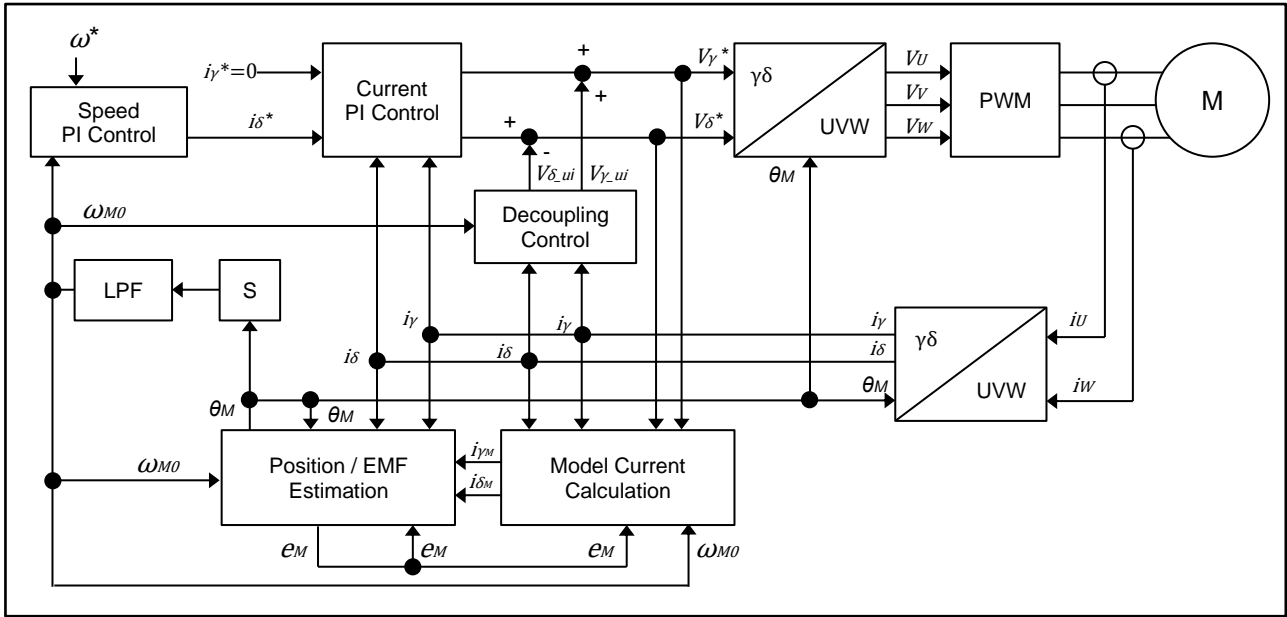 ω*
iγ*=0
Speed
PI Control
iδ*
Current
PI Control
+
+
+
-
Vδ_ui
Vγ_ui
Vγ*
Vδ*
γδ
UVW
θM
VU
VV
VW
PWM
M
ωM0
Decoupling
Control
LPF
S
iγ
iγ
iγ
iδ
iδ
iδ
γδ
UVW
iU
iW
θM
θM
θM
ωM0
Position / EMF
Estimation
iγM
iδM
Model Current
Calculation
eM
eM
eM
ωM0